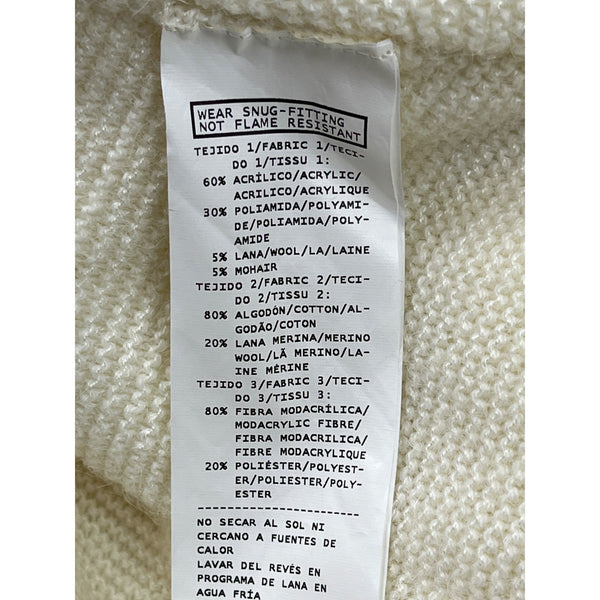 WEAR SNUG-FITTING
NOT FLAME RESISTANT
TEJIDO 1/FABRIC 1/TECI-
DO 1/TISSU 1:
60% ACRÍLICO/ACRYLIC/
ACRILICO/ACRYLIQUE
30% POLIAMIDA/POLYAMI-
DE/POLIAMIDA/POLY-
AMIDE
5% LANA/WOOL/LA/LAINE
5% MOHAIR
TEJIDO 2/FABRIC 2/TECI-
DO 2/TISSU 2:
80% ALGODÓN/COTTON/AL-
GODÃO/COTON
20% LANA MERINA/MERINO
WOOL/LÃ MERINO/LA-
INE MÉRINE
TEJIDO 3/FABRIC 3/TECI-
DO 3/TISSU 3:
80% FIBRA MODACRÍLICA/
MODACRYLIC FIBRE/
FIBRA MODACRILICA/
FIBRE MODACRYLIQUE
20% POLIÉSTER/POLYEST-
ER/POLIESTER/POLY-
ESTER
-----------------------
NO SECAR AL SOL NI
CERCANO A FUENTES DE
CALOR
LAVAR DEL REVÉS EN
PROGRAMA DE LANA EN
AGUA FRÍA